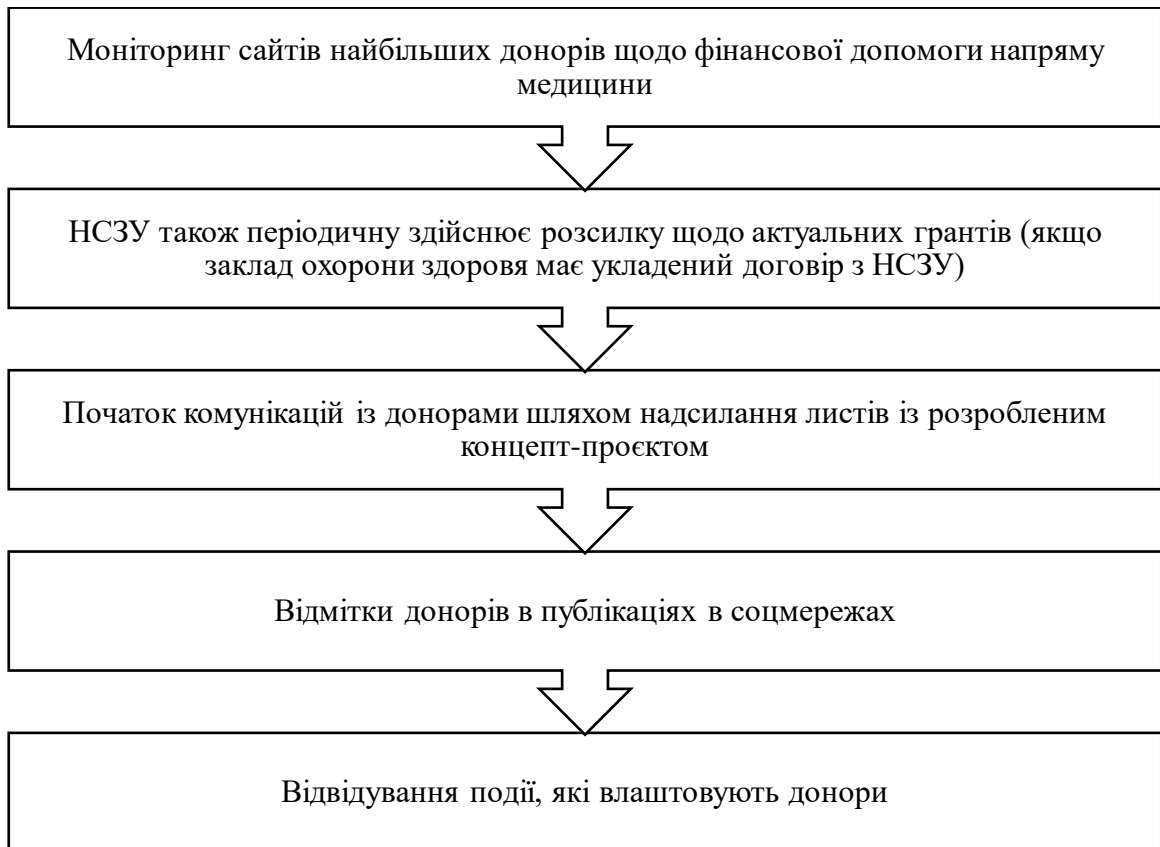 Моніторинг сайтів найбільших донорів щодо фінансової допомоги напряму
медицини
НСЗУ також періодичну здійснює розсилку щодо актуальних грантів (якщо
заклад охорони здоровя має укладений договір з НСЗУ)
Початок комунікацій із донорами шляхом надсилання листів із розробленим
концепт-проєктом
Відмітки донорів в публікаціях в соцмережах
Відвідування події, які влаштовують донори